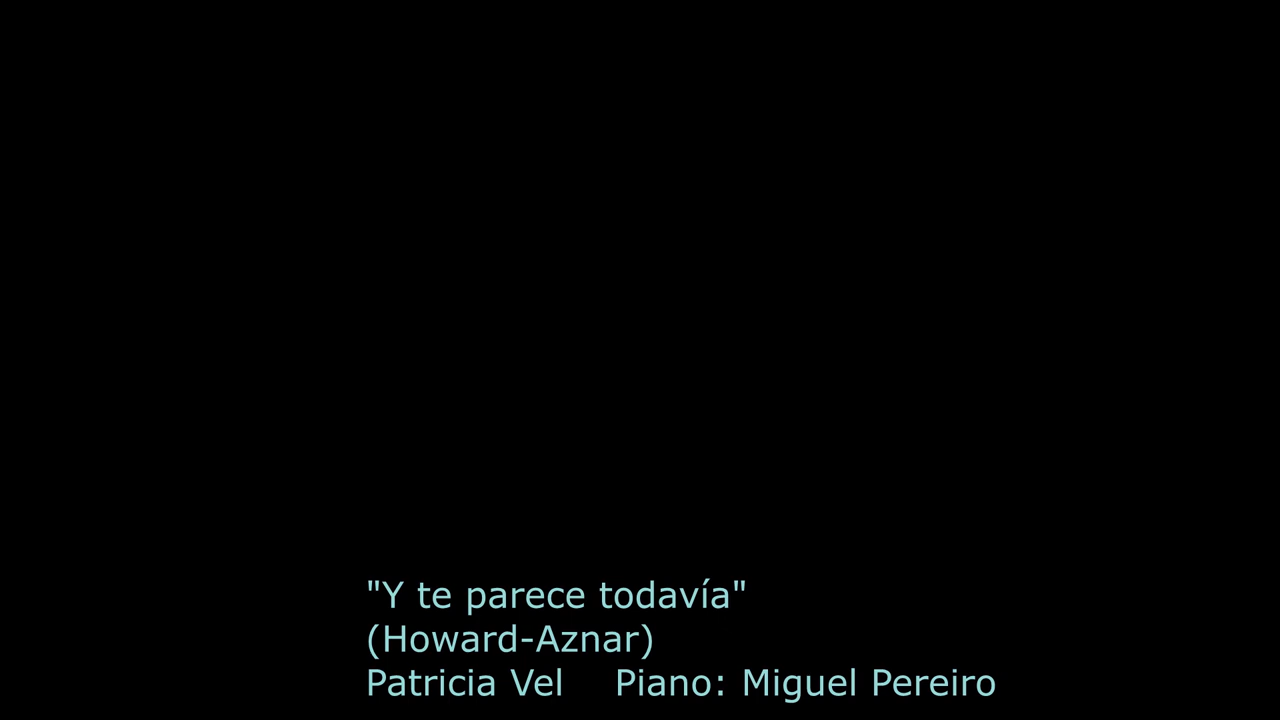 "Y te parece todavía"
(Howard-Aznar)
Patricia Vel    Piano: Miguel Pereiro